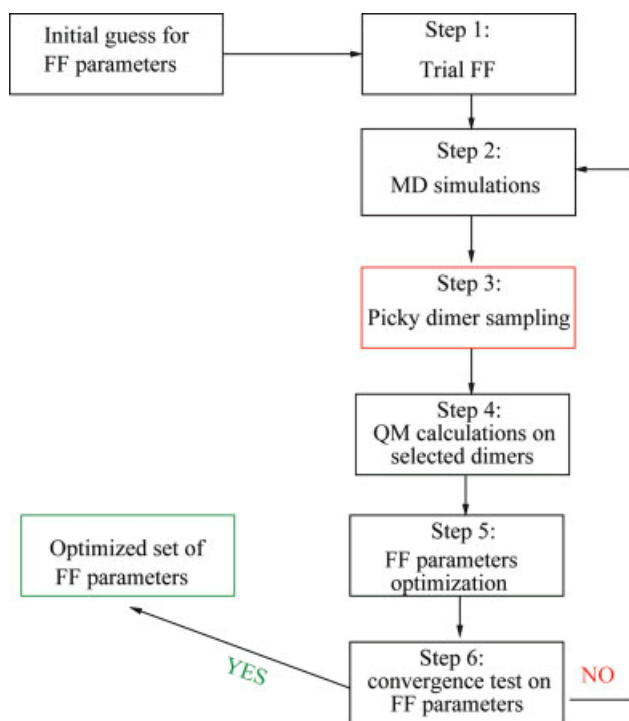 Initial guess for
FF parameters
Step 1:
Trial FF
Step 2:
MD simulations
Step 3:
Picky dimer sampling
Step 4:
QM calculations on
selected dimers
Step 5:
FF parameters
optimization
Optimized set of
FF parameters
Step 6:
convergence test on
FF parameters
YES
NO